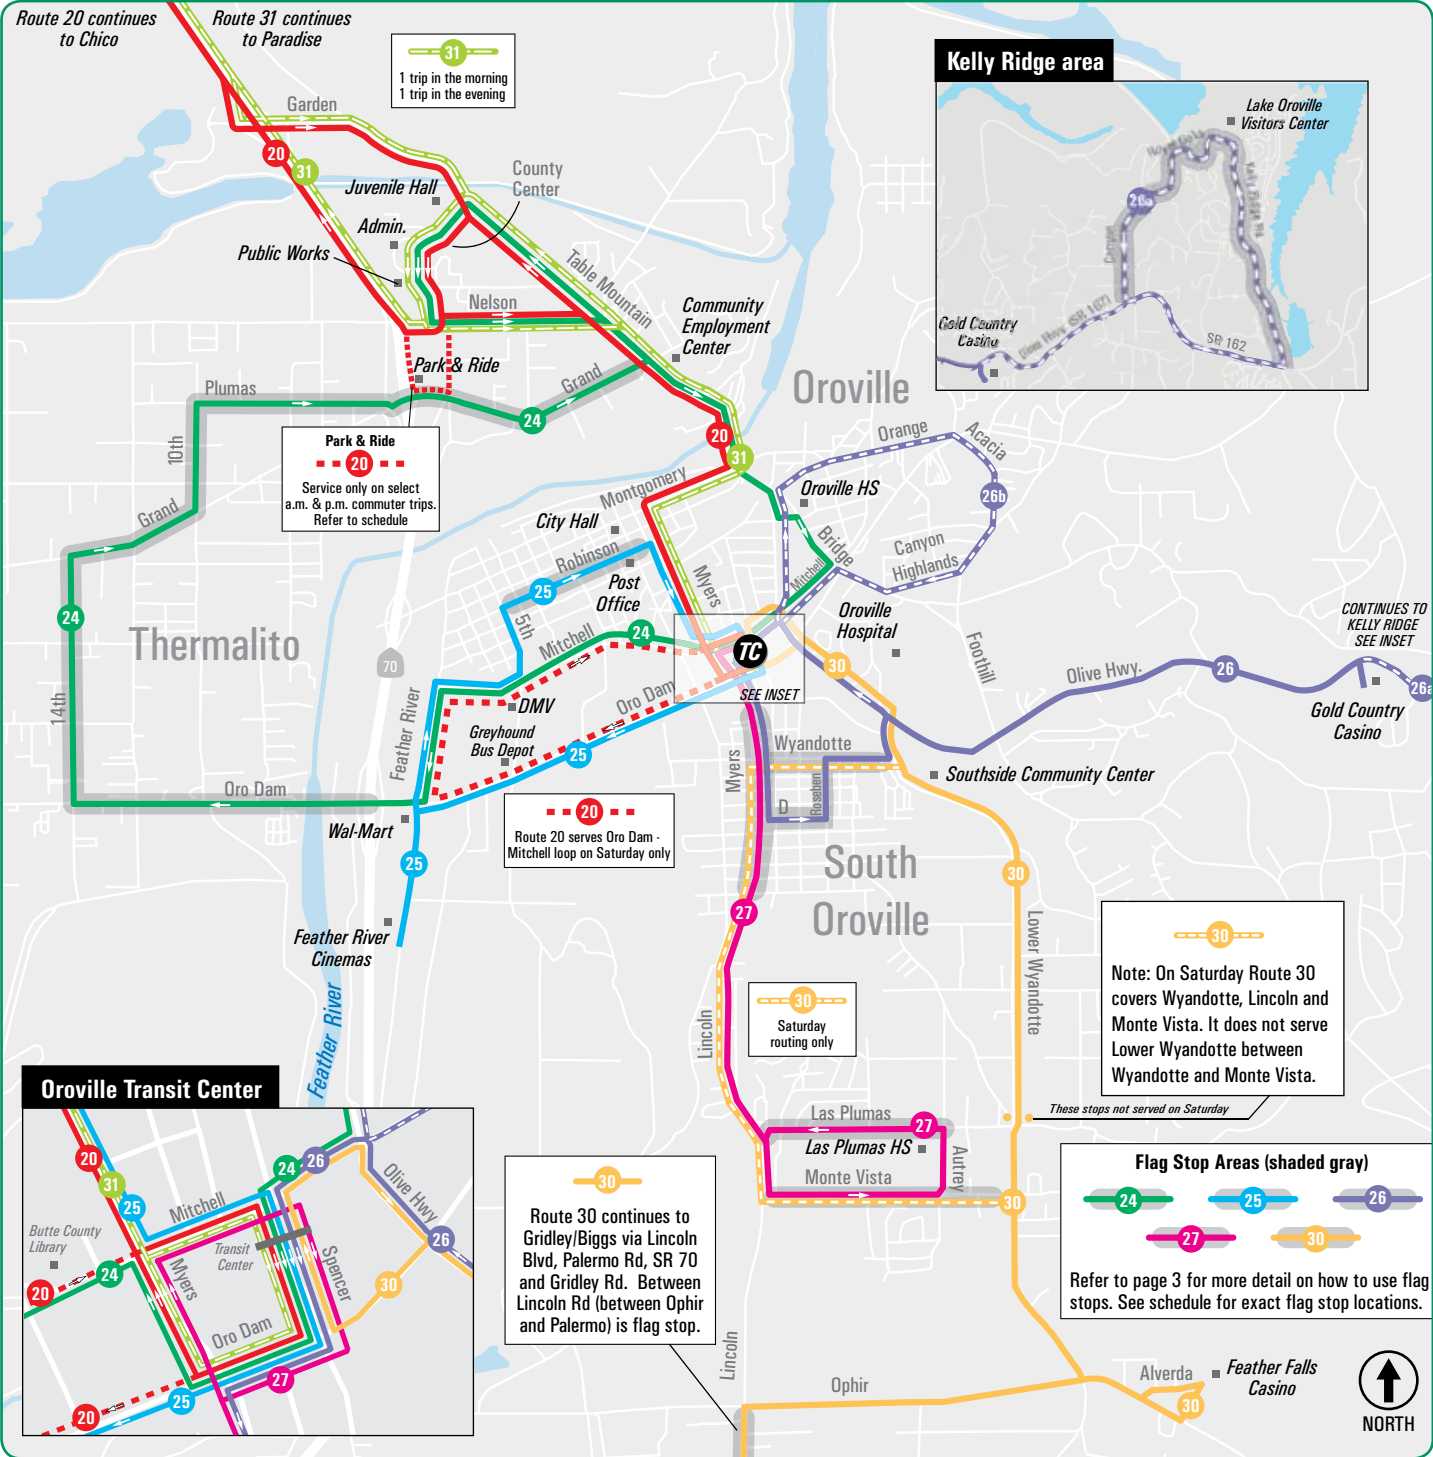 Route 20 continues
to Chico
Route 31 continues
to Paradise
31
1 trip in the morning
1 trip in the evening
Kelly Ridge area
Lake Oroville
Visitors Center
Royal Oaks
Kelly Ridge Rd
26a
Canyon
Gold Country
Casino
Olive Hwy (SR 162)
SR 162
Garden
20
31
County
Center
Juvenile Hall
Admin.
Public Works
Table Mountain
Nelson
Community
Employment
Center
Park & Ride
Plumas
Grand
24
Oroville
10th
Park & Ride
20
Service only on select
a.m. & p.m. commuter trips.
Refer to schedule
20
31
Orange
Acacia
26b
Oroville HS
Montgomery
City Hall
Grand
Robinson
Bridge
Canyon
Highlands
Mitchell
Myers
25
Post
Office
5th
Mitchell
24
Oroville
Hospital
24
Thermalito
70
TC
SEE INSET
30
Foothill
Olive Hwy.
26
CONTINUES TO
KELLY RIDGE
SEE INSET
26a
Gold Country
Casino
14th
Feather River
DMV
Oro Dam
Greyhound
Bus Depot
25
Myers
Wyandotte
Roseben
D
Southside Community Center
Oro Dam
Wal-Mart
20
Route 20 serves Oro Dam -
Mitchell loop on Saturday only
25
South
Oroville
30
27
Feather River
Cinemas
Feather River
Lower Wyandotte
30
Note: On Saturday Route 30
covers Wyandotte, Lincoln and
Monte Vista. It does not serve
Lower Wyandotte between
Wyandotte and Monte Vista.
30
Saturday
routing only
Lincoln
These stops not served on Saturday
Las Plumas
27
Las Plumas HS
Monte Vista
Autrey
30
Oroville Transit Center
20
31
25
24
26
Mitchell
Olive Hwy
Butte County
Library
Transit
Center
Spencer
26
20
24
Myers
30
Oro Dam
27
25
20
30
Route 30 continues to
Gridley/Biggs via Lincoln
Blvd, Palermo Rd, SR 70
and Gridley Rd. Between
Lincoln Rd (between Ophir
and Palermo) is flag stop.
Flag Stop Areas (shaded gray)
24
25
26
27
30
Refer to page 3 for more detail on how to use flag
stops. See schedule for exact flag stop locations.
Lincoln
Ophir
Alverda
30
Feather Falls
Casino
NORTH